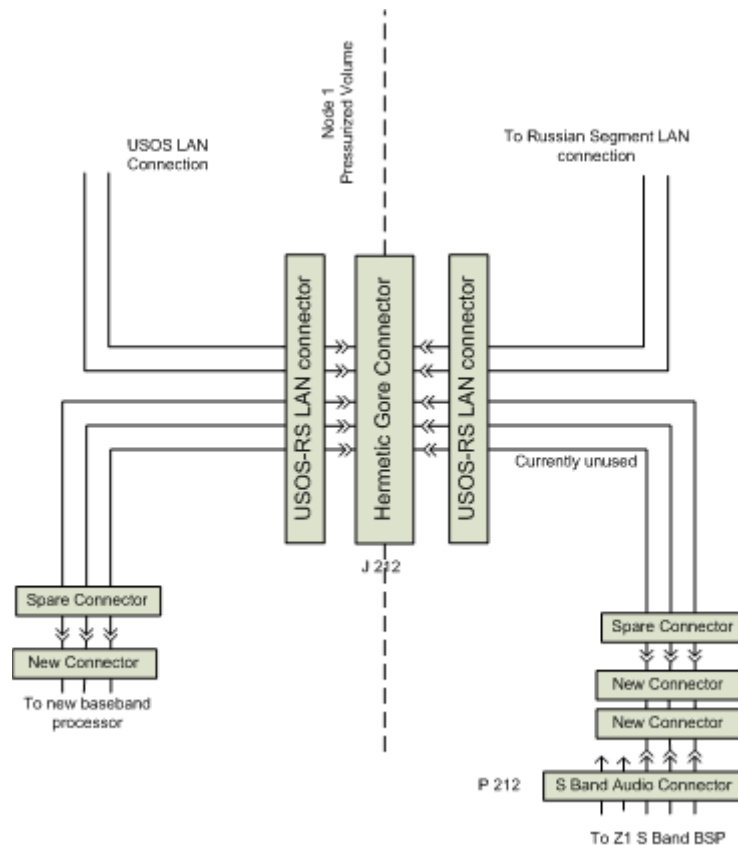 Node 1
Pressurized Volume
USOS LAN
Connection
To Russian Segment LAN
connection
USOS-RS LAN connector
Hermetic Gore Connector
USOS-RS LAN connector
Currently unused
J 212
Spare Connector
New Connector
To new baseband
processor
Spare Connector
New Connector
New Connector
P 212
S Band Audio Connector
To Z1 S Band BSP